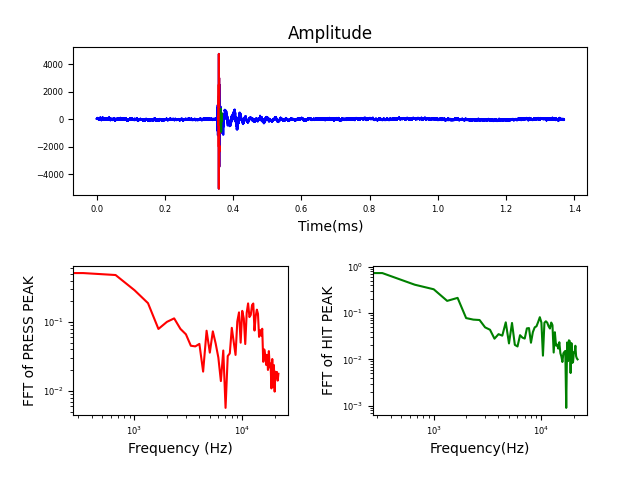 Amplitude
4000
2000
0
−2000
−4000
0.0 0.2 0.4 0.6 0.8 1.0 1.2 1.4
Time(ms)
FFT of PRESS PEAK
10⁻¹
10⁻²
10³ 10⁴
Frequency (Hz)
FFT of HIT PEAK
10⁰
10⁻¹
10⁻²
10⁻³
10³ 10⁴
Frequency(Hz)